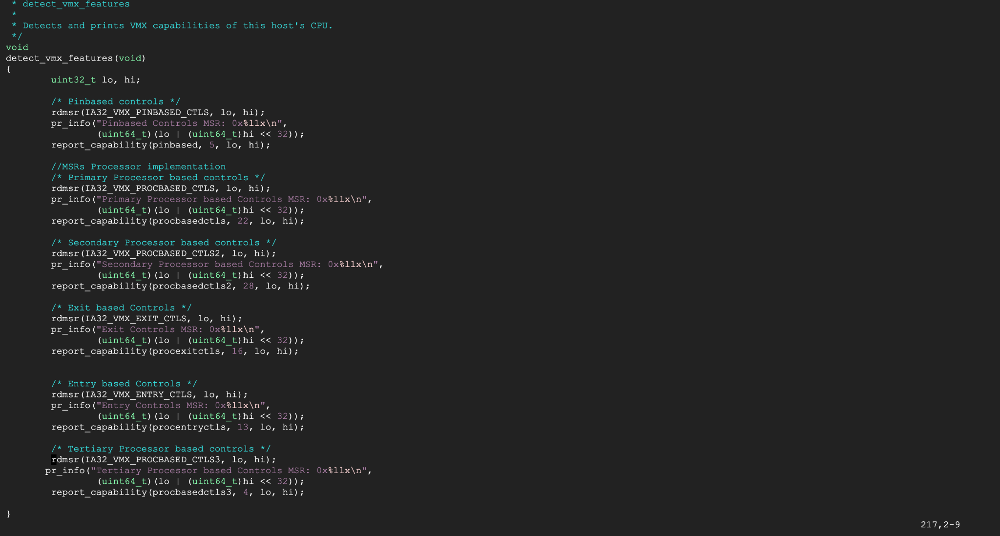 * detect_vmx_features
 *
 * Detects and prints VMX capabilities of this host's CPU.
 */
void
detect_vmx_features(void)
{
        uint32_t lo, hi;

        /* Pinbased controls */
        rdmsr(IA32_VMX_PINBASED_CTLS, lo, hi);
        pr_info("Pinbased Controls MSR: 0x%llx\n",
                (uint64_t)(lo | (uint64_t)hi << 32));
        report_capability(pinbased, 5, lo, hi);

        //MSRs Processor implementation
        /* Primary Processor based controls */
        rdmsr(IA32_VMX_PROCBASED_CTLS, lo, hi);
        pr_info("Primary Processor based Controls MSR: 0x%llx\n",
                (uint64_t)(lo | (uint64_t)hi << 32));
        report_capability(procbasedctls, 22, lo, hi);

        /* Secondary Processor based controls */
        rdmsr(IA32_VMX_PROCBASED_CTLS2, lo, hi);
        pr_info("Secondary Processor based Controls MSR: 0x%llx\n",
                (uint64_t)(lo | (uint64_t)hi << 32));
        report_capability(procbasedctls2, 28, lo, hi);

        /* Exit based Controls */
        rdmsr(IA32_VMX_EXIT_CTLS, lo, hi);
        pr_info("Exit Controls MSR: 0x%llx\n",
                (uint64_t)(lo | (uint64_t)hi << 32));
        report_capability(procexitctls, 16, lo, hi);


        /* Entry based Controls */
        rdmsr(IA32_VMX_ENTRY_CTLS, lo, hi);
        pr_info("Entry Controls MSR: 0x%llx\n",
                (uint64_t)(lo | (uint64_t)hi << 32));
        report_capability(procentryctls, 13, lo, hi);

        /* Tertiary Processor based controls */
        rdmsr(IA32_VMX_PROCBASED_CTLS3, lo, hi);
       pr_info("Tertiary Processor based Controls MSR: 0x%llx\n",
                (uint64_t)(lo | (uint64_t)hi << 32));
        report_capability(procbasedctls3, 4, lo, hi);

}
217,2-9